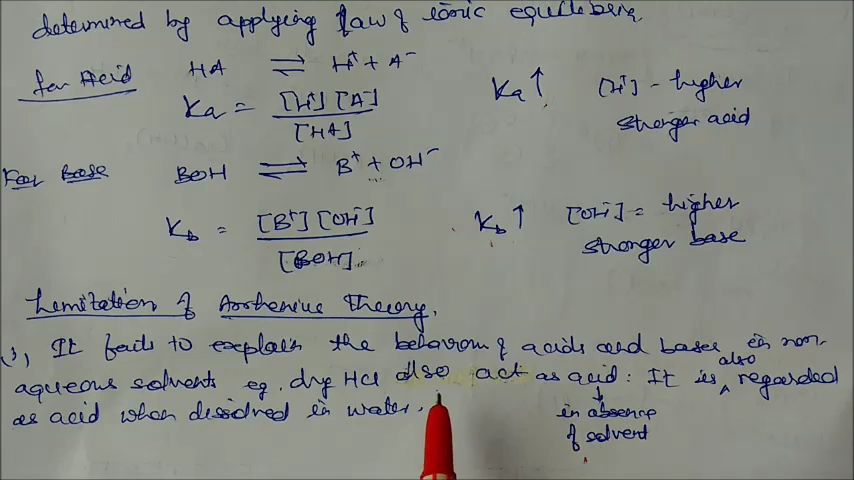 determined by applying law of ionic equilibria.
for Acid HA ⇌ H⁺ + A⁻
Ka = [H⁺] [A⁻] / [HA] Ka ↑ [H⁺] - higher
stronger acid
For Base BOH ⇌ B⁺ + OH⁻
Kb = [B⁺] [OH⁻] / [BOH] Kb ↑ [OH⁻] = higher
stronger base
Limitation of Arrhenius Theory.
(1) It fails to explain the behaviour of acids and bases in non
aqueous solvents eg. dry HCl also act as acid. It is also regarded
as acid when dissolved in water.
in absence
of solvent